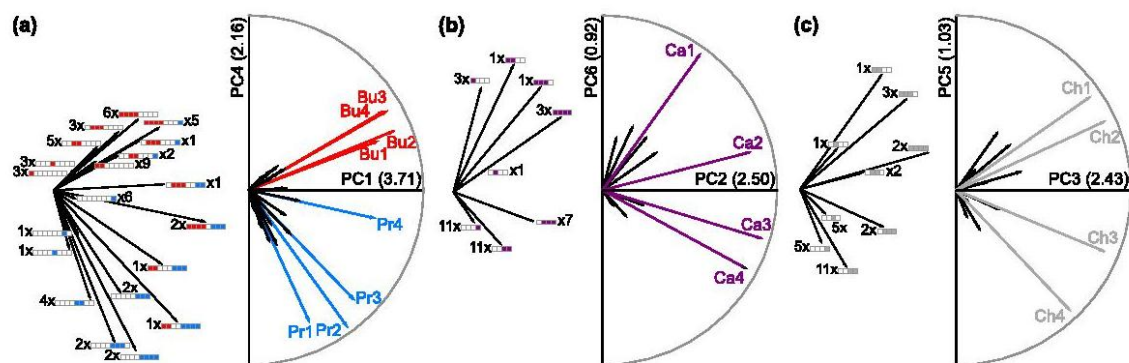 (a)
6x
3x
x5
5x
x1
x2
3x
x9
3x
x1
x6
2x
1x
1x
1x
2x
4x
1x
2x
2x
PC4 (2.16)
Bu3
Bu4
Bu2
Bu1
PC1 (3.71)
Pr4
Pr3
Pr1
Pr2
(b)
1x
3x
1x
3x
x1
11x
x7
11x
PC6 (0.92)
Ca1
Ca2
PC2 (2.50)
Ca3
Ca4
(c)
1x
3x
1x
2x
x2
5x
2x
5x
11x
PC5 (1.03)
Ch1
Ch2
PC3 (2.43)
Ch3
Ch4